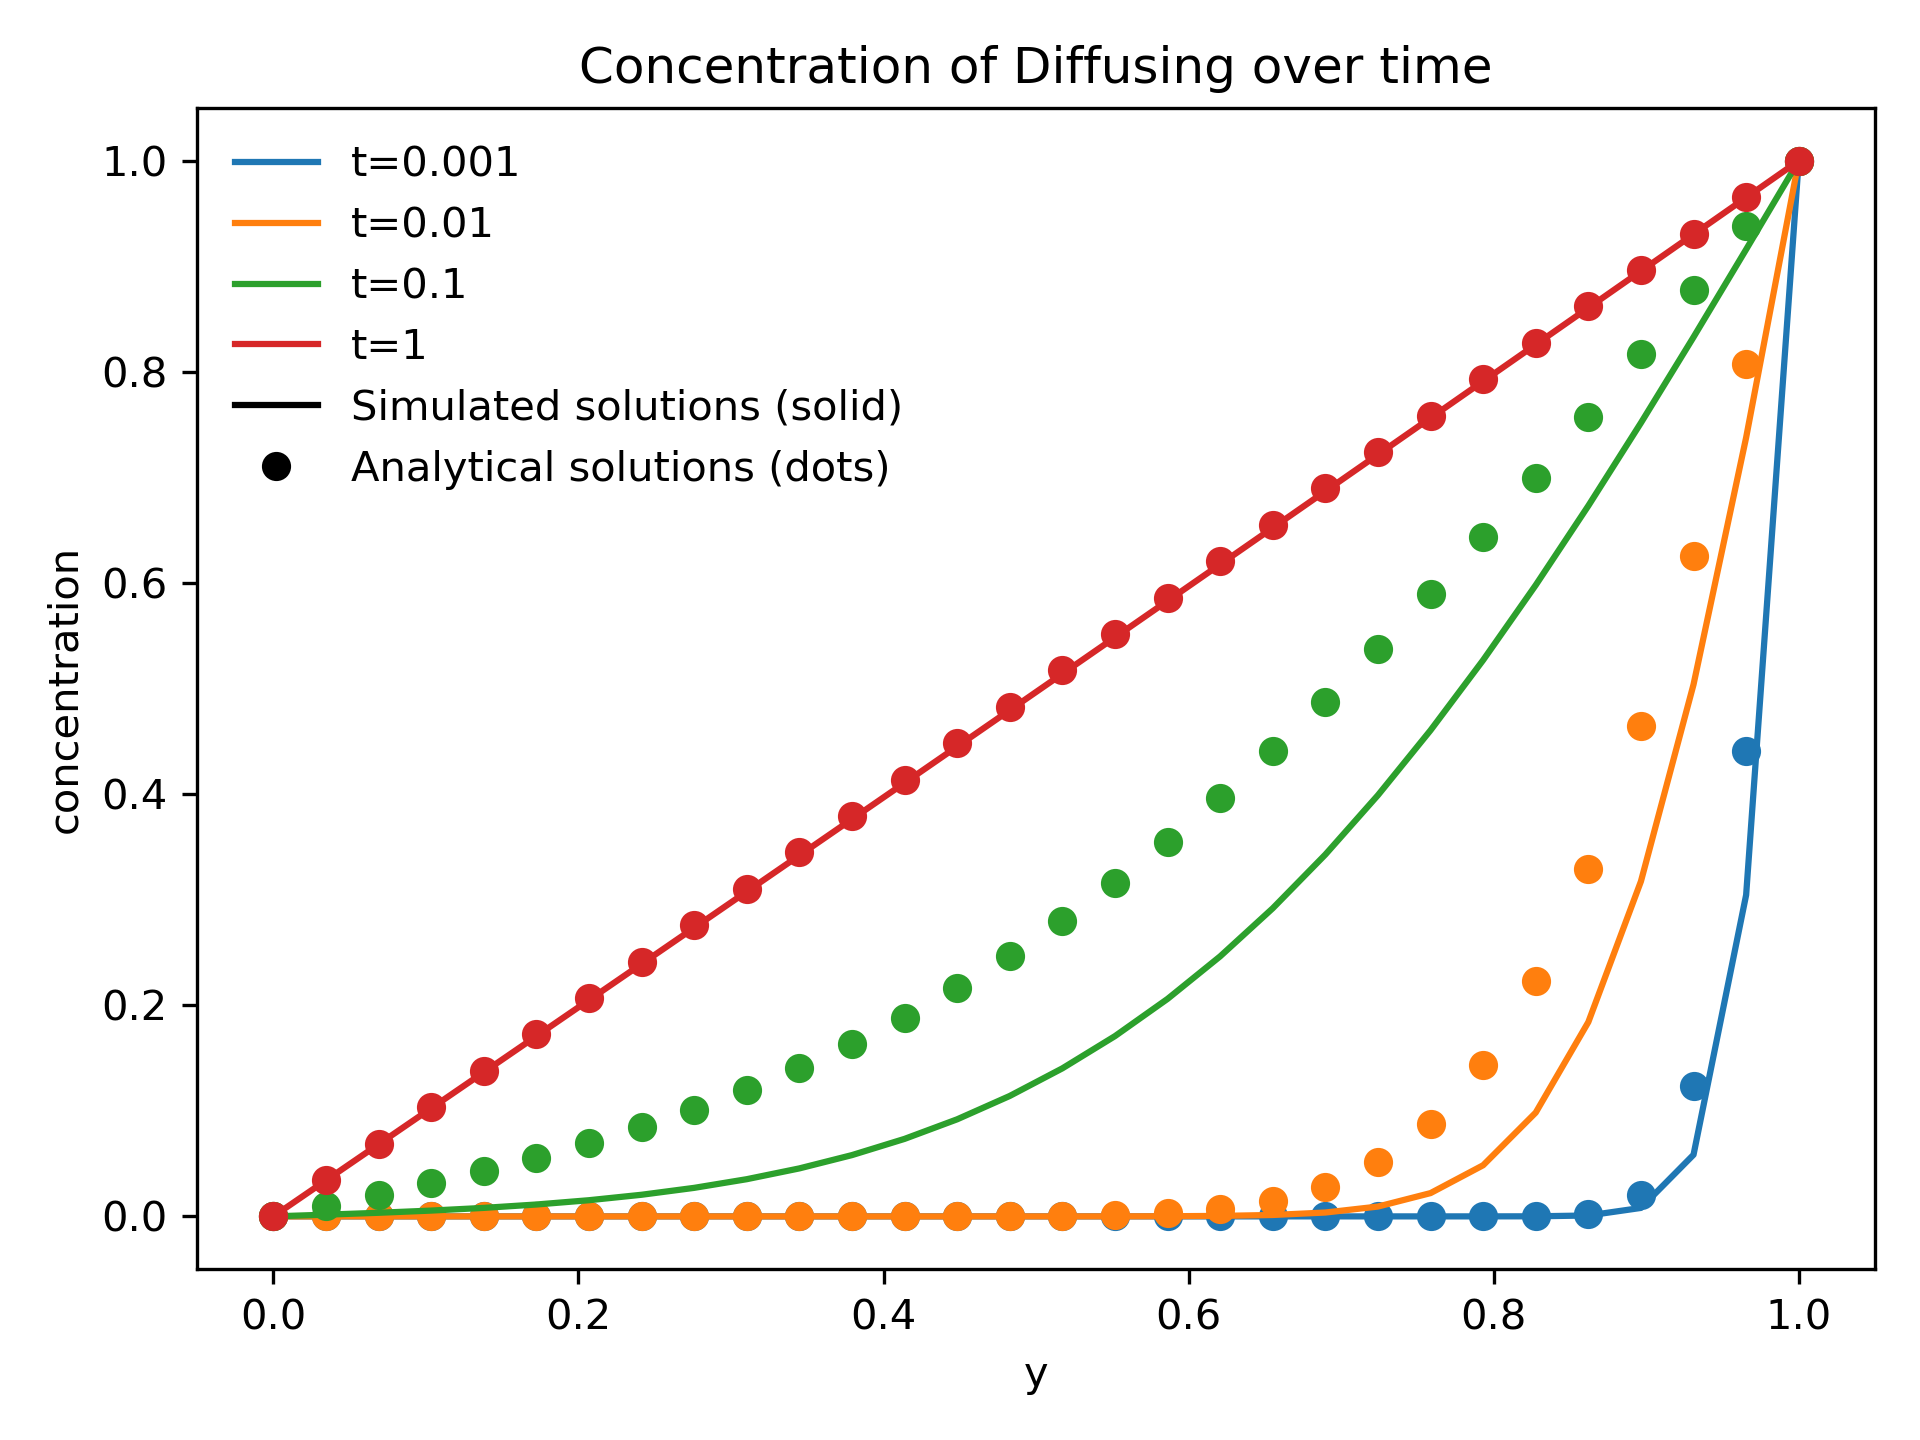 Concentration of Diffusing over time
t=0.001
t=0.01
t=0.1
t=1
Simulated solutions (solid)
Analytical solutions (dots)
concentration
1.0
0.8
0.6
0.4
0.2
0.0
0.0 0.2 0.4 0.6 0.8 1.0
y